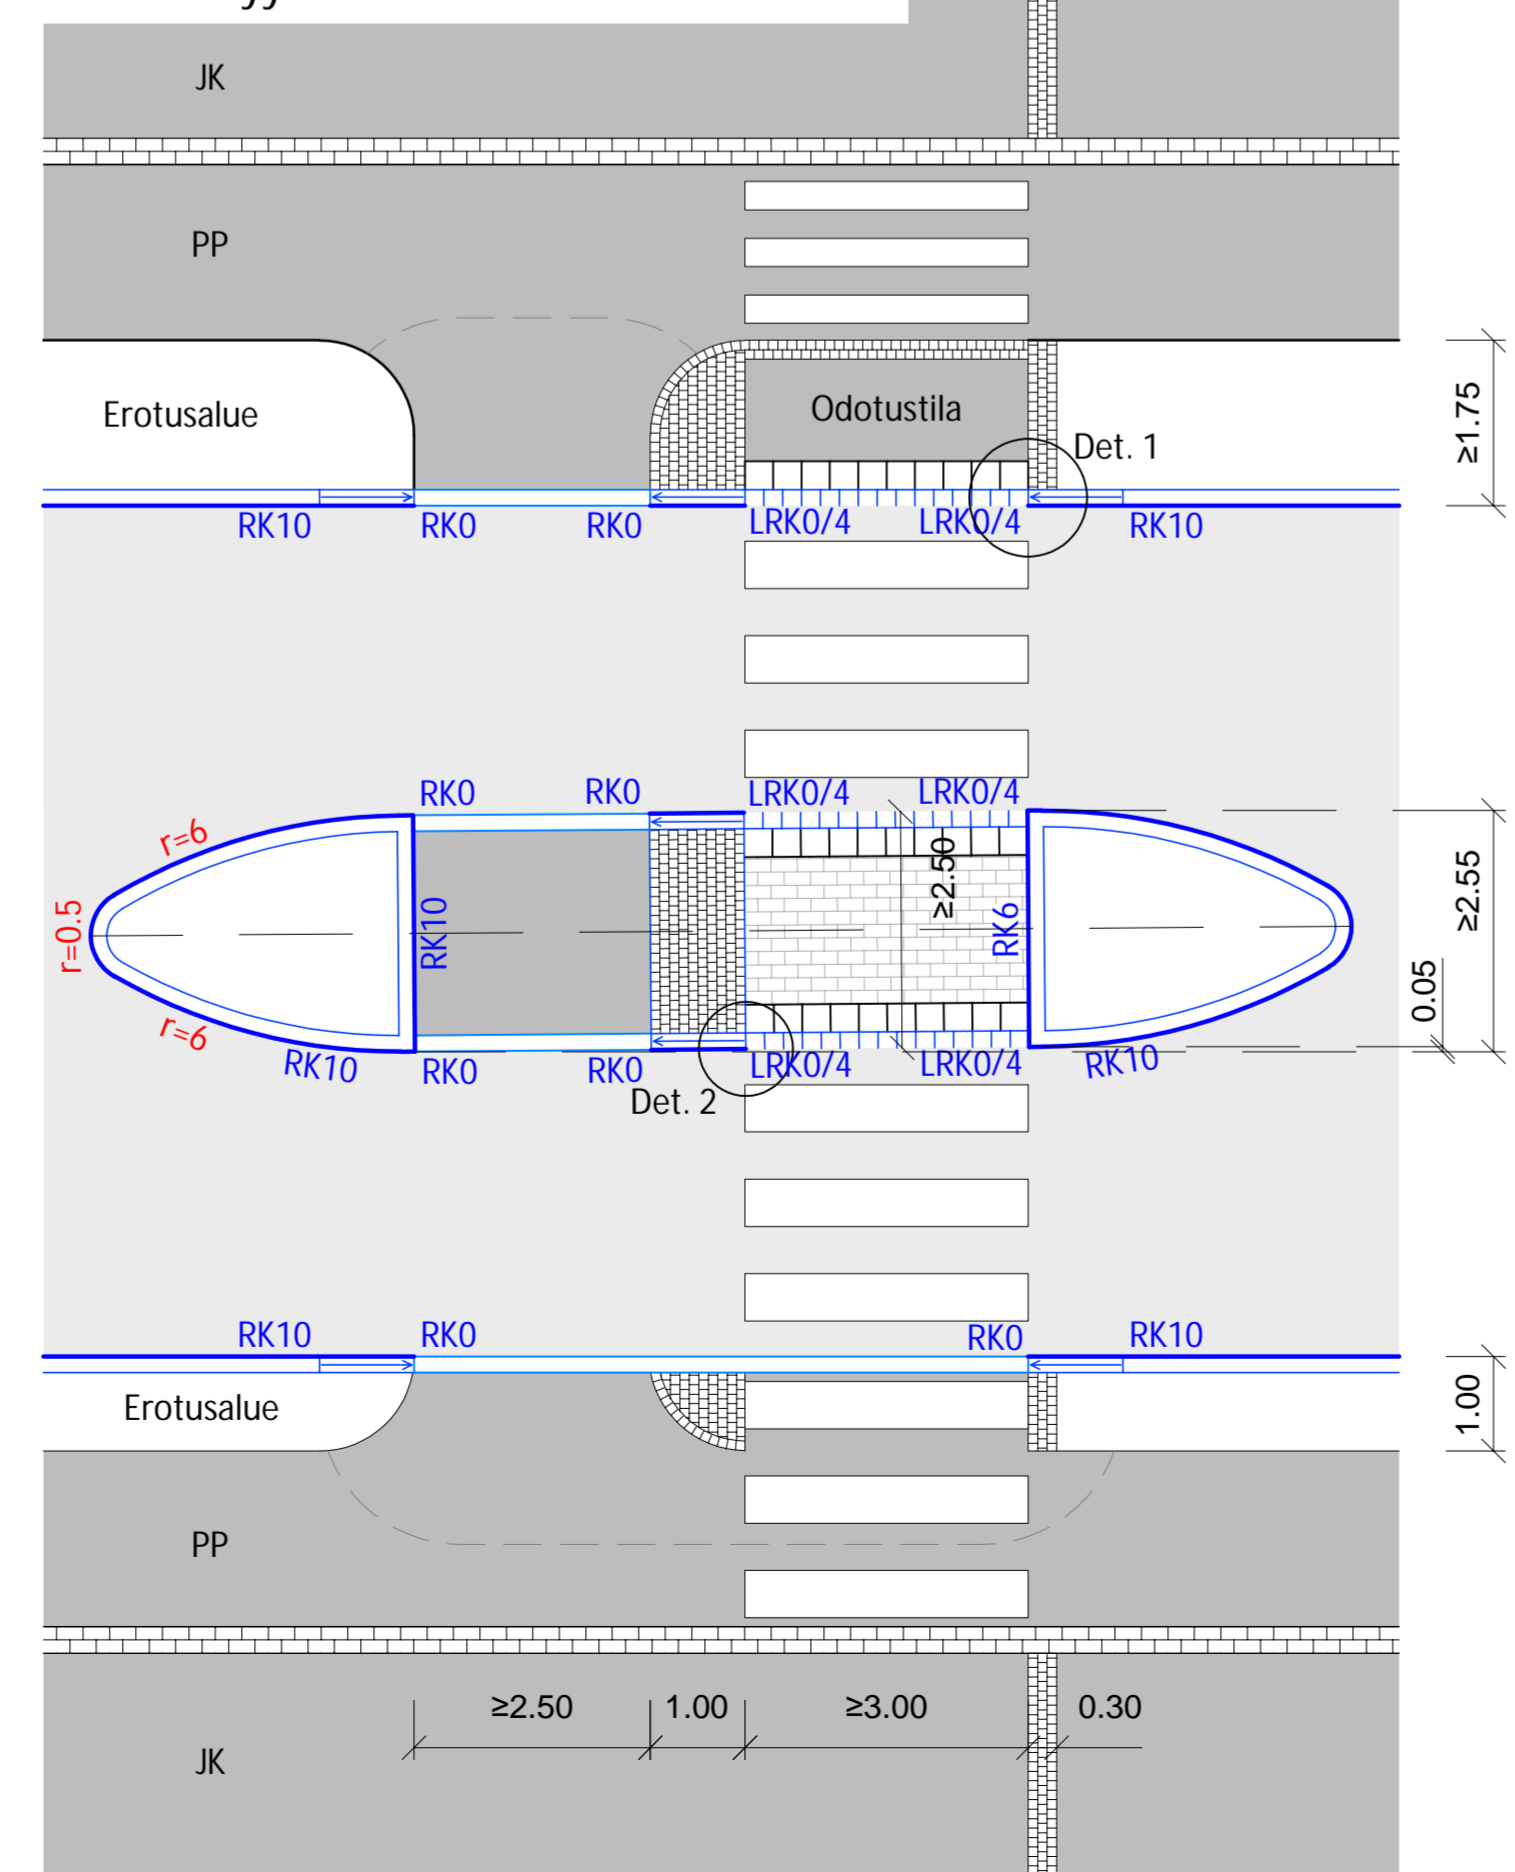 JK
PP
Erotusalue
Odotustila
Det. 1
≥1.75
RK10 RK0 RK0 LRK0/4 LRK0/4 RK10
RK0 RK0 LRK0/4 LRK0/4
r=6
r=0.5
r=6
RK10
≥2.50
RK6
≥2.55
0.05
RK10 RK0 RK0 LRK0/4 LRK0/4 RK10
Det. 2
RK10 RK0 RK0 RK10
Erotusalue
1.00
PP
≥2.50 1.00 ≥3.00 0.30
JK